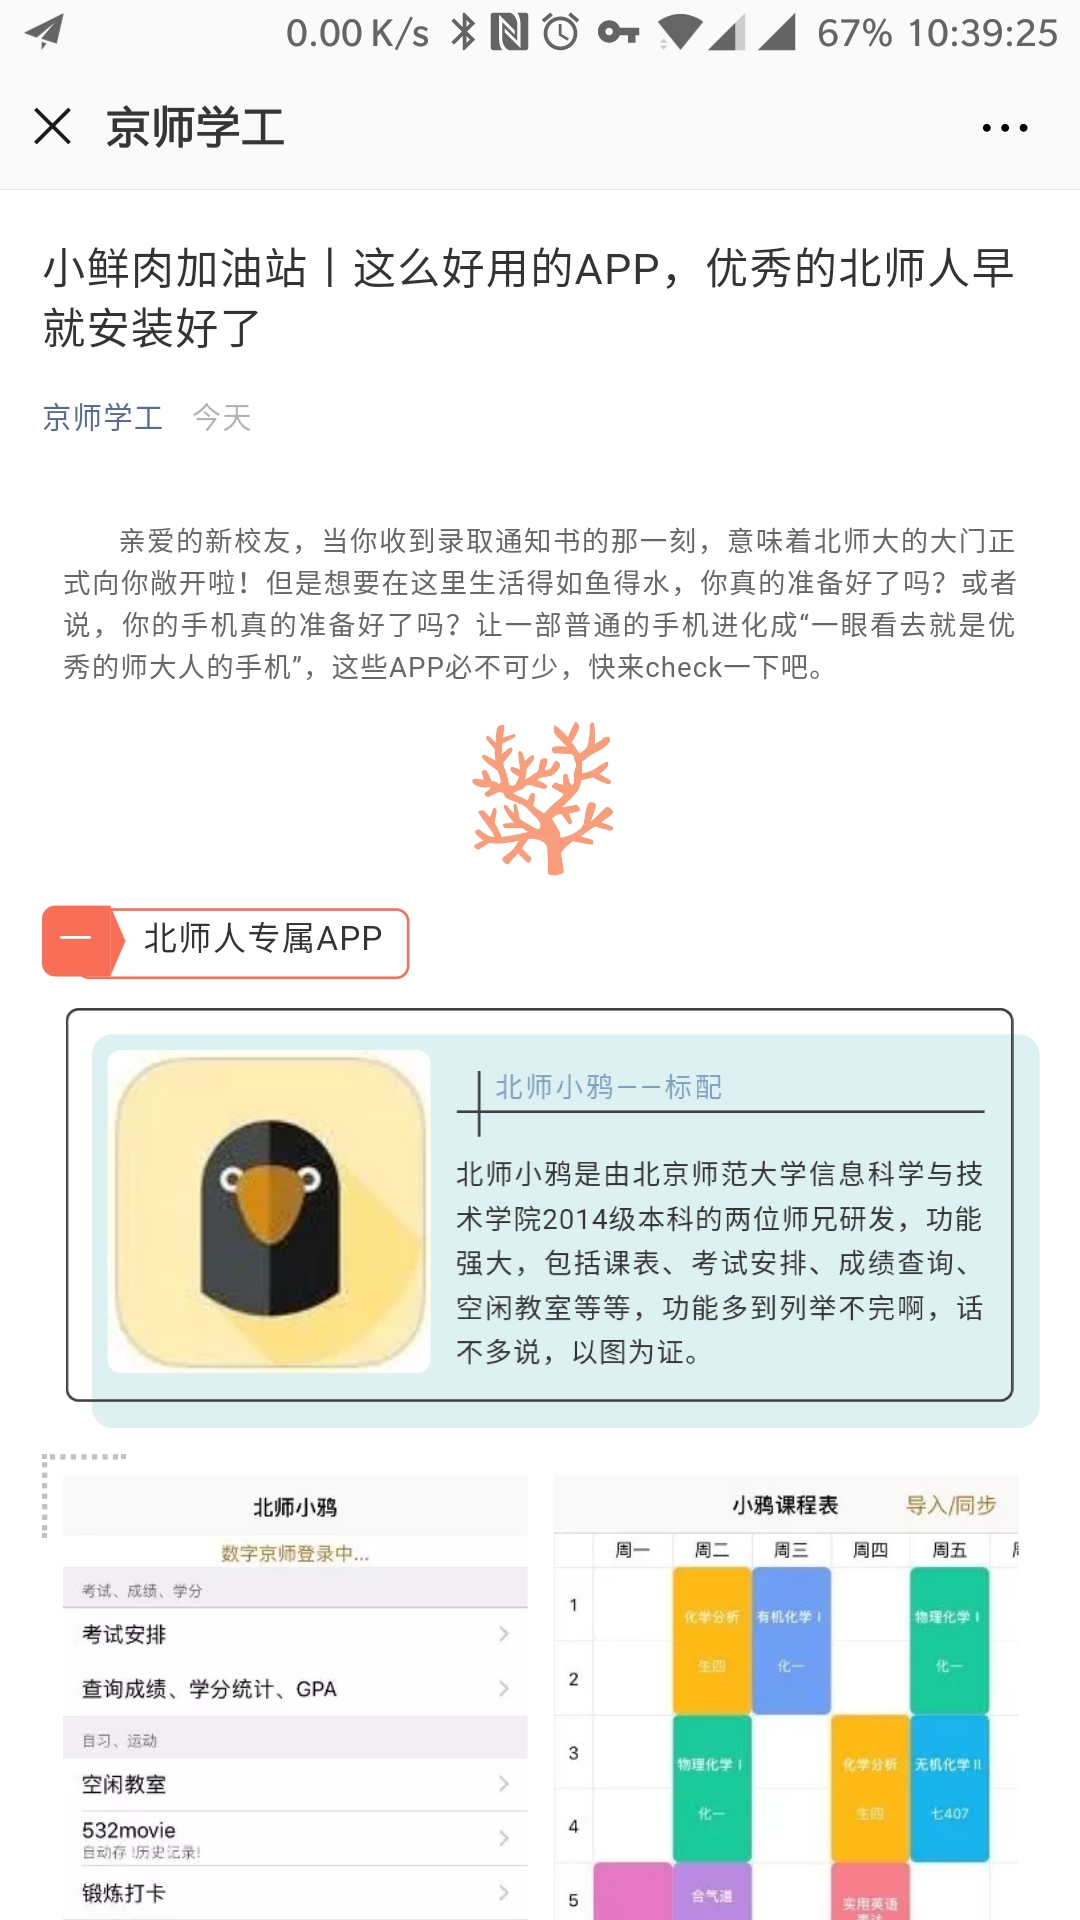 0.00 K/s 67% 10:39:25
京师学工
小鲜肉加油站丨这么好用的APP，优秀的北师人早
就安装好了
京师学工 今天
亲爱的新校友，当你收到录取通知书的那一刻，意味着北师大的大门正
式向你敞开啦！但是想要在这里生活得如鱼得水，你真的准备好了吗？或者
说，你的手机真的准备好了吗？让一部普通的手机进化成“一眼看去就是优
秀的师大人的手机”，这些APP必不可少，快来check一下吧。
一 北师人专属APP
北师小鸦——标配
北师小鸦是由北京师范大学信息科学与技
术学院2014级本科的两位师兄研发，功能
强大，包括课表、考试安排、成绩查询、
空闲教室等等，功能多到列举不完啊，话
不多说，以图为证。
北师小鸦
数字京师登录中...
考试、成绩、学分
考试安排
查询成绩、学分统计、GPA
自习、运动
空闲教室
532movie
自动存 !历史记录!
锻炼打卡
小鸦课程表 导入/同步
周一 周二 周三 周四 周五
1 化学分析 有机化学 I 物理化学 I
生四 化一 化一
2
3 物理化学 I 化学分析 无机化学 II
化一 生四 七407
4
5 合气道 实用英语